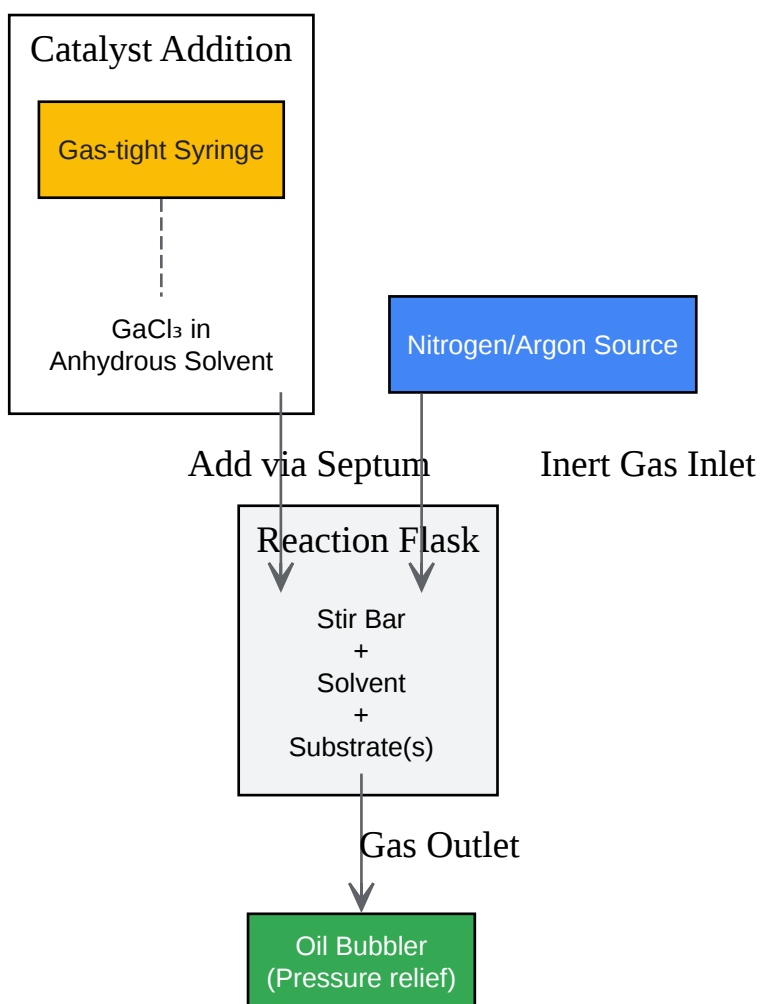 Catalyst Addition
Gas-tight Syringe
GaCl₃ in
Anhydrous Solvent
Nitrogen/Argon Source
Add via Septum
Inert Gas Inlet
Reaction Flask
Stir Bar
+
Solvent
+
Substrate(s)
Gas Outlet
Oil Bubbler
(Pressure relief)